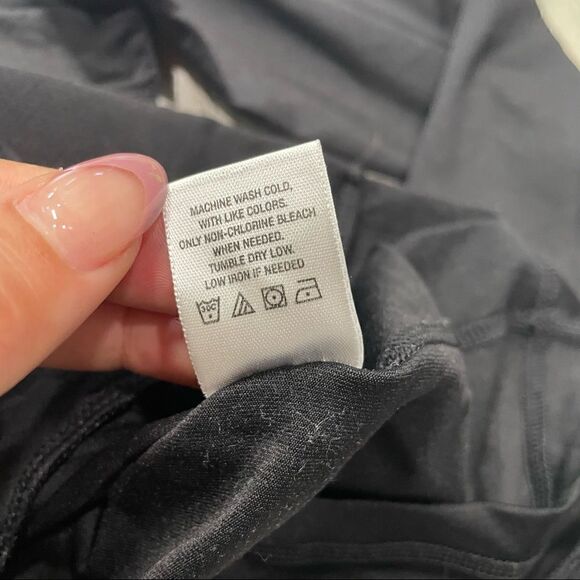 MACHINE WASH COLD,
WITH LIKE COLORS.
ONLY NON-CHLORINE BLEACH
WHEN NEEDED.
TUMBLE DRY LOW.
LOW IRON IF NEEDED
30C